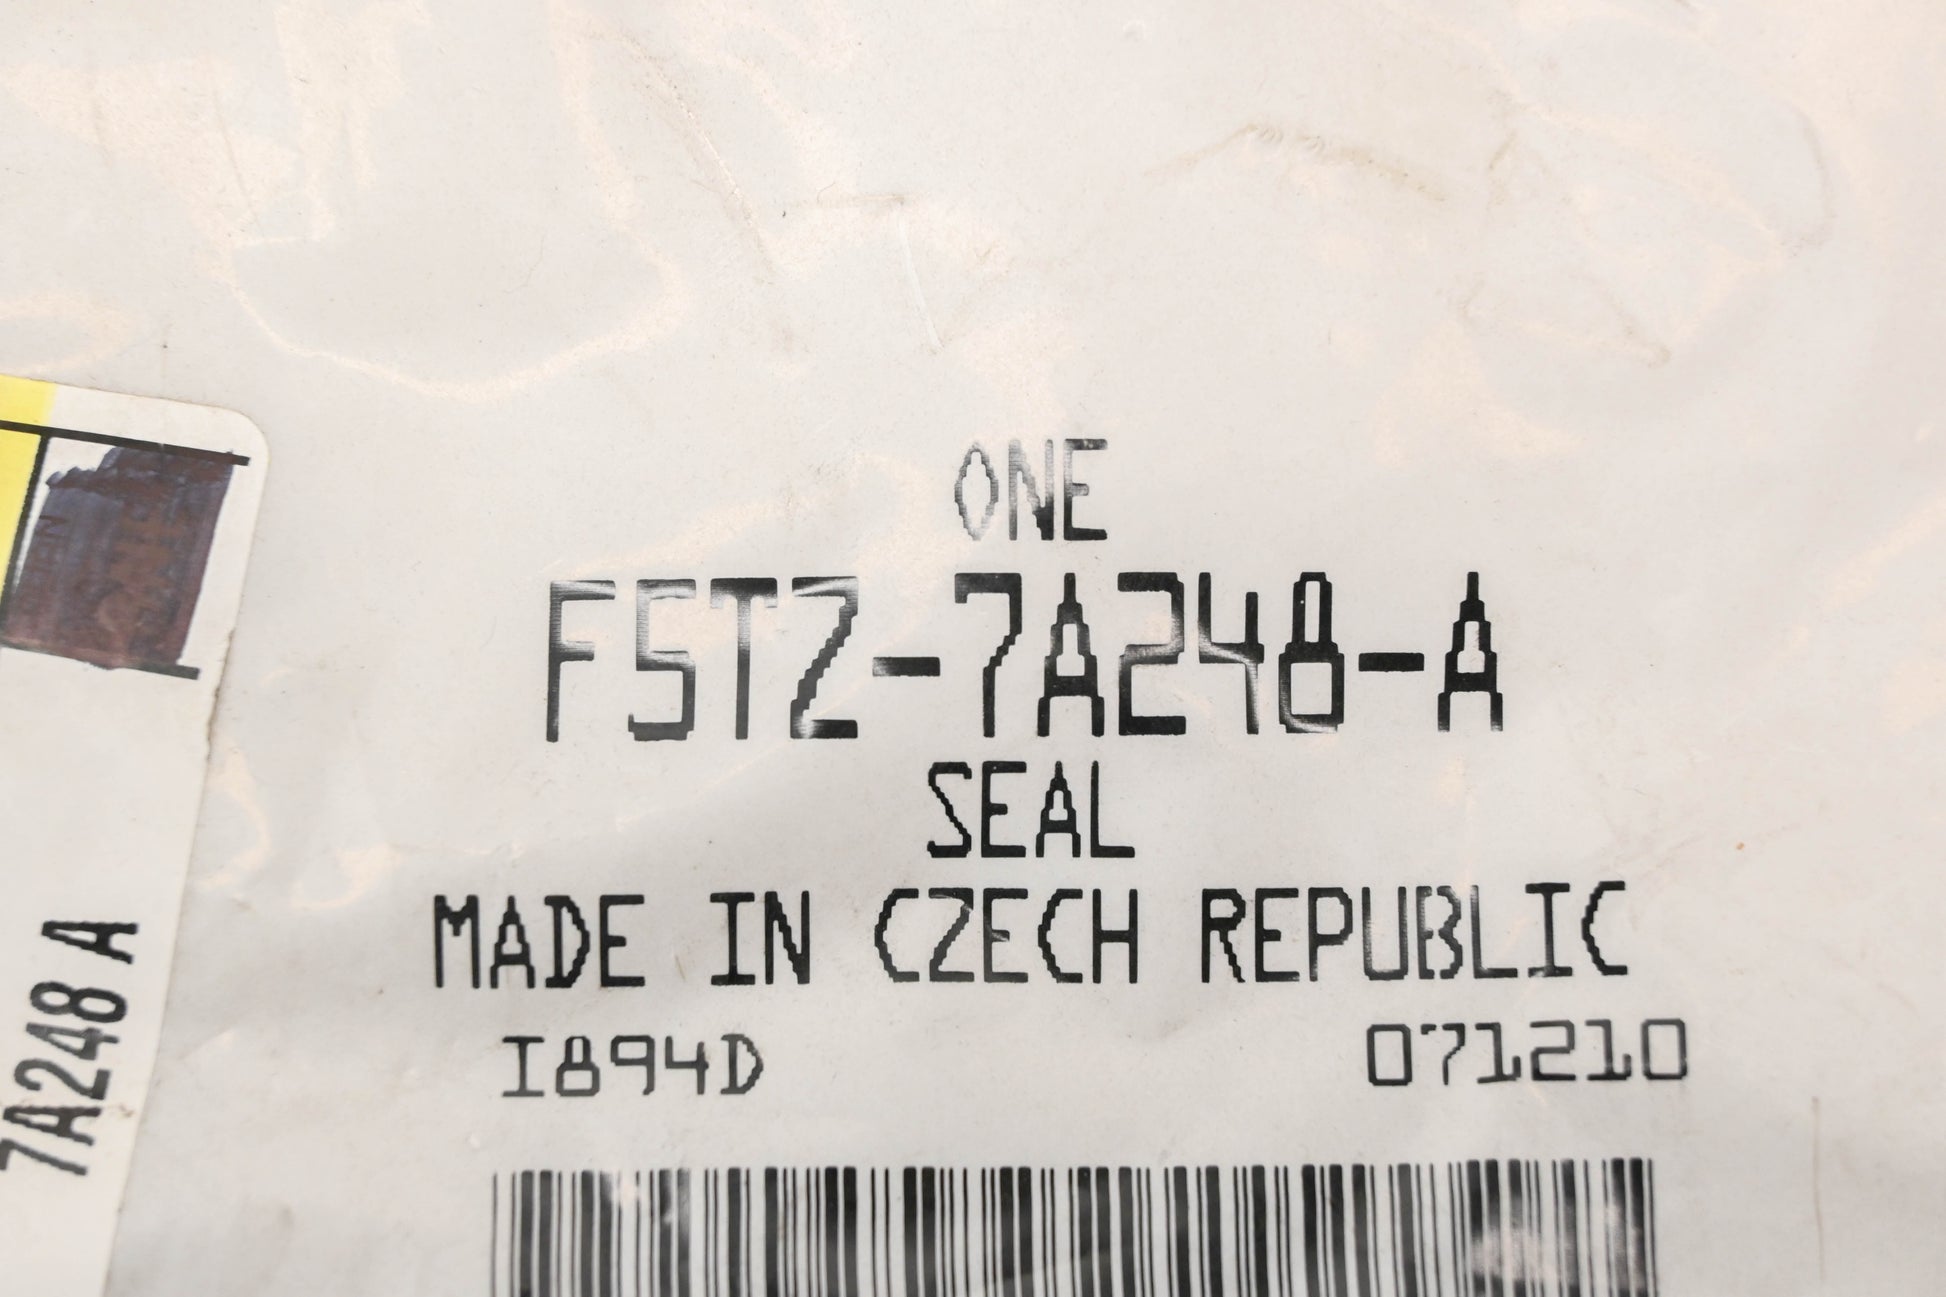 ONE
F5TZ-7A248-A
SEAL
MADE IN CZECH REPUBLIC
I894D 071210
7A248 A